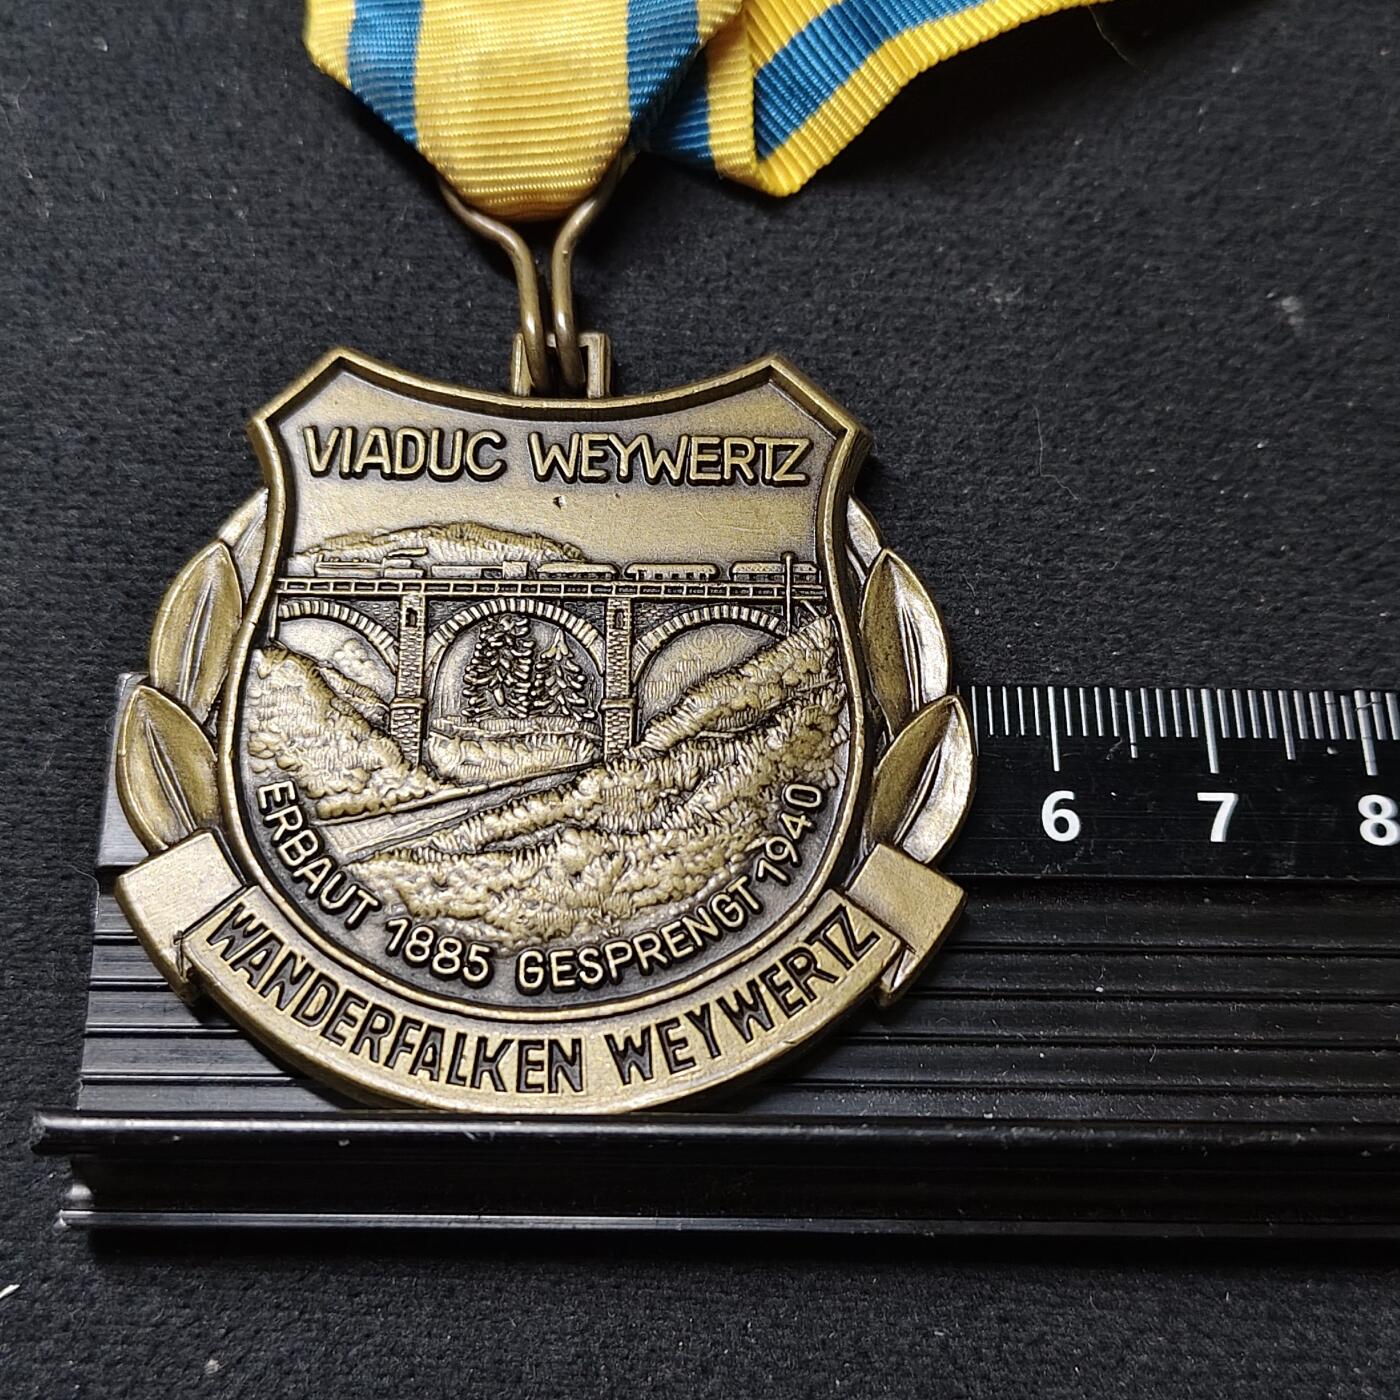 VIADUC WEYWERTZ
ERBAUT 1885 GESPRENGT 1940
WANDERFALKEN WEYWERTZ
6 7 8